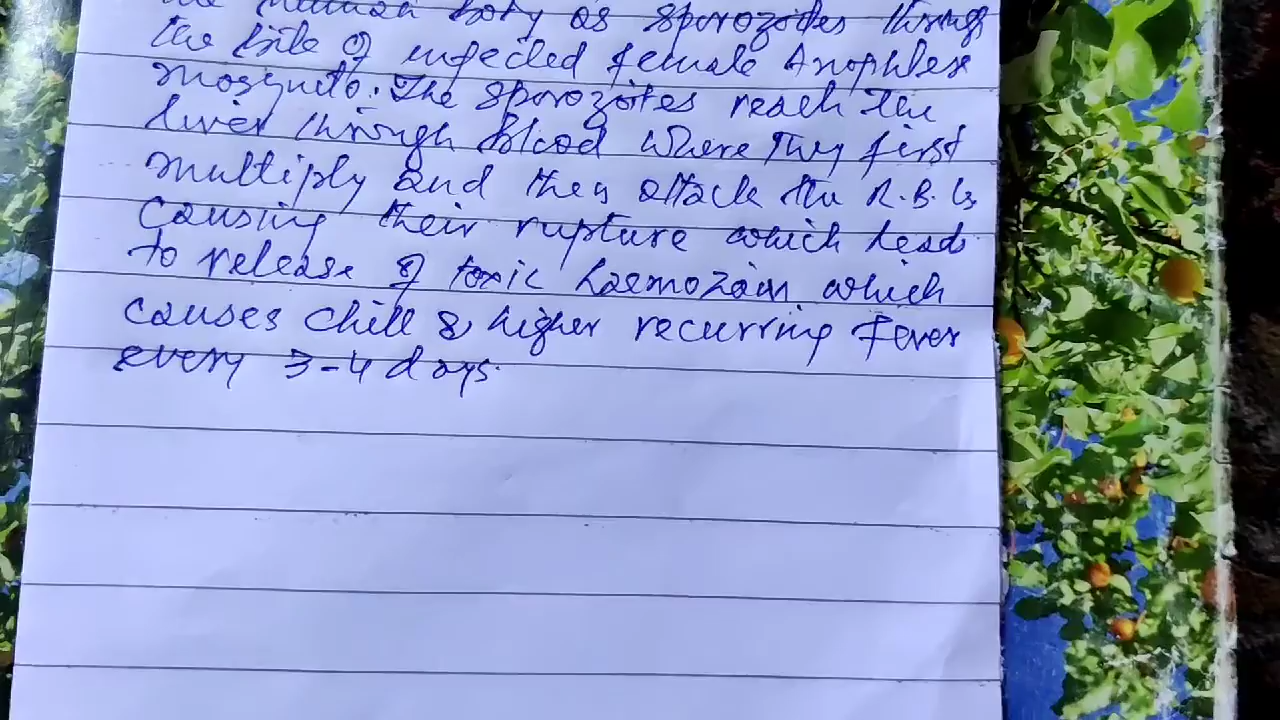 the human body as sporozoites through
the bite of infected female Anophlex
mosquito. The sporozites reach the
liver through blood where they first
multiply and then attack the R.B.Cs
causing their rupture which leads
to release of toxic haemozoin which
causes chill & higher recurring fever
every 3-4 days.